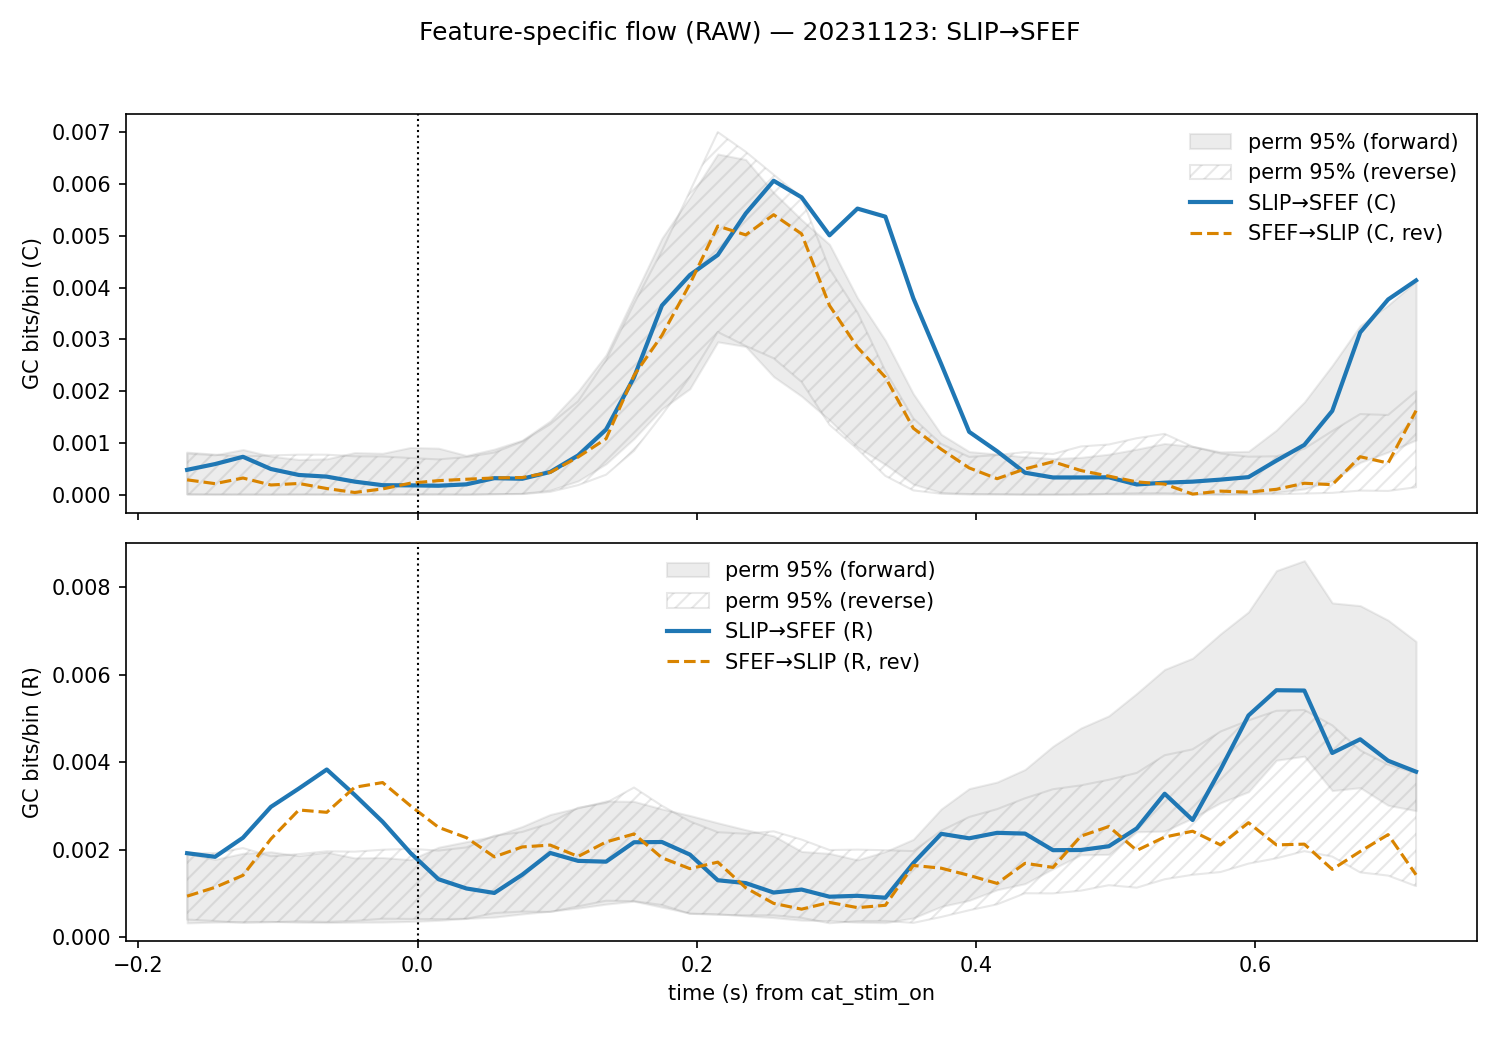 Feature-specific flow (RAW) — 20231123: SLIP→SFEF
GC bits/bin (C)
0.007
0.006
0.005
0.004
0.003
0.002
0.001
0.000
perm 95% (forward)
perm 95% (reverse)
SLIP→SFEF (C)
SFEF→SLIP (C, rev)
GC bits/bin (R)
0.008
0.006
0.004
0.002
0.000
perm 95% (forward)
perm 95% (reverse)
SLIP→SFEF (R)
SFEF→SLIP (R, rev)
−0.2 0.0 0.2 0.4 0.6
time (s) from cat_stim_on